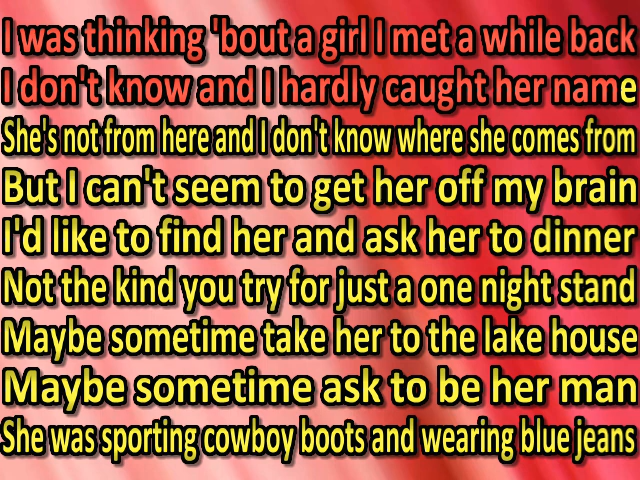 I was thinking 'bout a girl I met a while back
I don't know and I hardly caught her name
She's not from here and I don't know where she comes from
But I can't seem to get her off my brain
I'd like to find her and ask her to dinner
Not the kind you try for just a one night stand
Maybe sometime take her to the lake house
Maybe sometime ask to be her man
She was sporting cowboy boots and wearing blue jeans